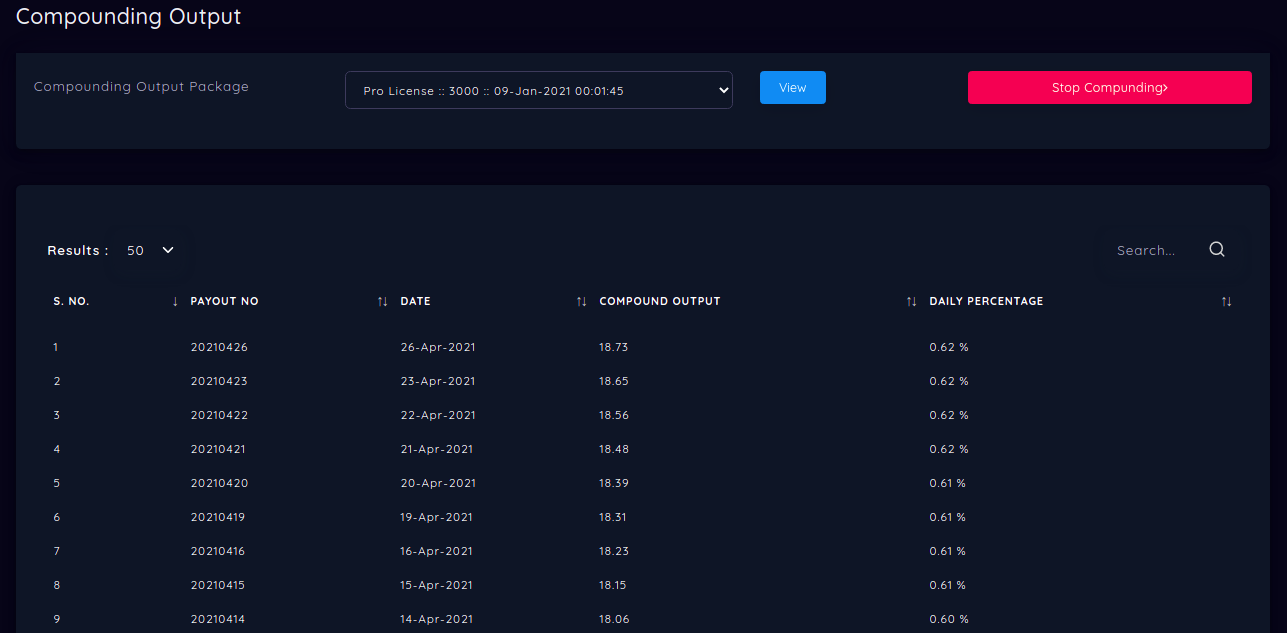 Compounding Output
Compounding Output Package Pro License :: 3000 :: 09-Jan-2021 00:01:45 View Stop Compunding>
Results : 50 Search...
S. NO. ↓ PAYOUT NO ↑↓ DATE ↑↓ COMPOUND OUTPUT ↑↓ DAILY PERCENTAGE ↑↓
1 20210426 26-Apr-2021 18.73 0.62 %
2 20210423 23-Apr-2021 18.65 0.62 %
3 20210422 22-Apr-2021 18.56 0.62 %
4 20210421 21-Apr-2021 18.48 0.62 %
5 20210420 20-Apr-2021 18.39 0.61 %
6 20210419 19-Apr-2021 18.31 0.61 %
7 20210416 16-Apr-2021 18.23 0.61 %
8 20210415 15-Apr-2021 18.15 0.61 %
9 20210414 14-Apr-2021 18.06 0.60 %